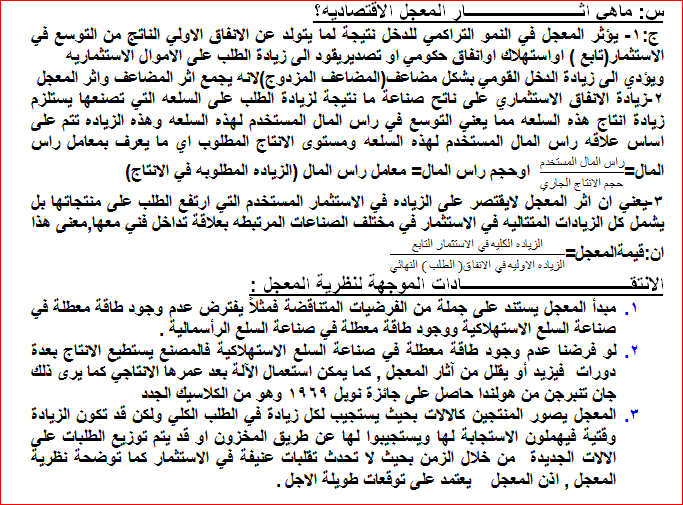 س: ماهي اثـــــــــــــــار المعجل الاقتصاديه؟
ج:١- يؤثر المعجل في النمو التراكمي للدخل نتيجة لما يتولد عن الانفاق الاولي الناتج من التوسع في
الاستثمار(تابع ) اواستهلاك اوانفاق حكومي او تصديريقود الى زيادة الطلب على الاموال الاستثماريه
ويؤدي الى زيادة الدخل القومي بشكل مضاعف(المضاعف المزدوج)لانه يجمع اثر المضاعف واثر المعجل
٢-زيادة الانفاق الاستثماري على ناتج صناعة ما نتيجة لزيادة الطلب على السلعه التي تصنعها يستلزم
زيادة انتاج هذه السلعه مما يعني التوسع في راس المال المستخدم لهذه السلعه وهذه الزياده تتم على
اساس علاقه راس المال المستخدم لهذه السلعه ومستوى الانتاج المطلوب اي ما يعرف بمعامل راس
المال= راس المال المستخدم / حجم الانتاج الجاري اوحجم راس المال= معامل راس المال (الزياده المطلوبه في الانتاج)
٣-يعني ان اثر المعجل لايقتصر على الزياده في الاستثمار المستخدم التي ارتفع الطلب على منتجاتها بل
يشمل كل الزيادات المتتاليه في الاستثمار في مختلف الصناعات المرتبطه بعلاقة تداخل فني معها,معنى هذا
ان:قيمةالمعجل= الزياده الكليه في الاستثمار التابع / الزياده الاوليه في الانفاق( الطلب ) النهائي
الانتقـــــــــــــــــادات الموجهة لنظرية المعجل :
١. مبدأ المعجل يستند على جملة من الفرضيات المتناقضة فمثلاً يفترض عدم وجود طاقة معطلة في
صناعة السلع الاستهلاكية ووجود طاقة معطلة في صناعة السلع الرأسمالية .
٢. لو فرضنا عدم وجود طاقة معطلة في صناعة السلع الاستهلاكية فالمصنع يستطيع الانتاج بعدة
دورات فيزيد أو يقلل من آثار المعجل , كما يمكن استعمال الآلة بعد عمرها الانتاجي كما يرى ذلك
جان تنبرجن من هولندا حاصل على جائزة نوبل ١٩٦٩ وهو من الكلاسيك الجدد
٣. المعجل يصور المنتجين كالالات بحيث يستجيب لكل زيادة في الطلب الكلي ولكن قد تكون الزيادة
وقتية فيهملون الاستجابة لها ويستجيبوا لها عن طريق المخزون او قد يتم توزيع الطلبات على
الالات الجديدة من خلال الزمن بحيث لا تحدث تقلبات عنيفة في الاستثمار كما توضحة نظرية
المعجل , اذن المعجل يعتمد على توقعات طويلة الاجل .